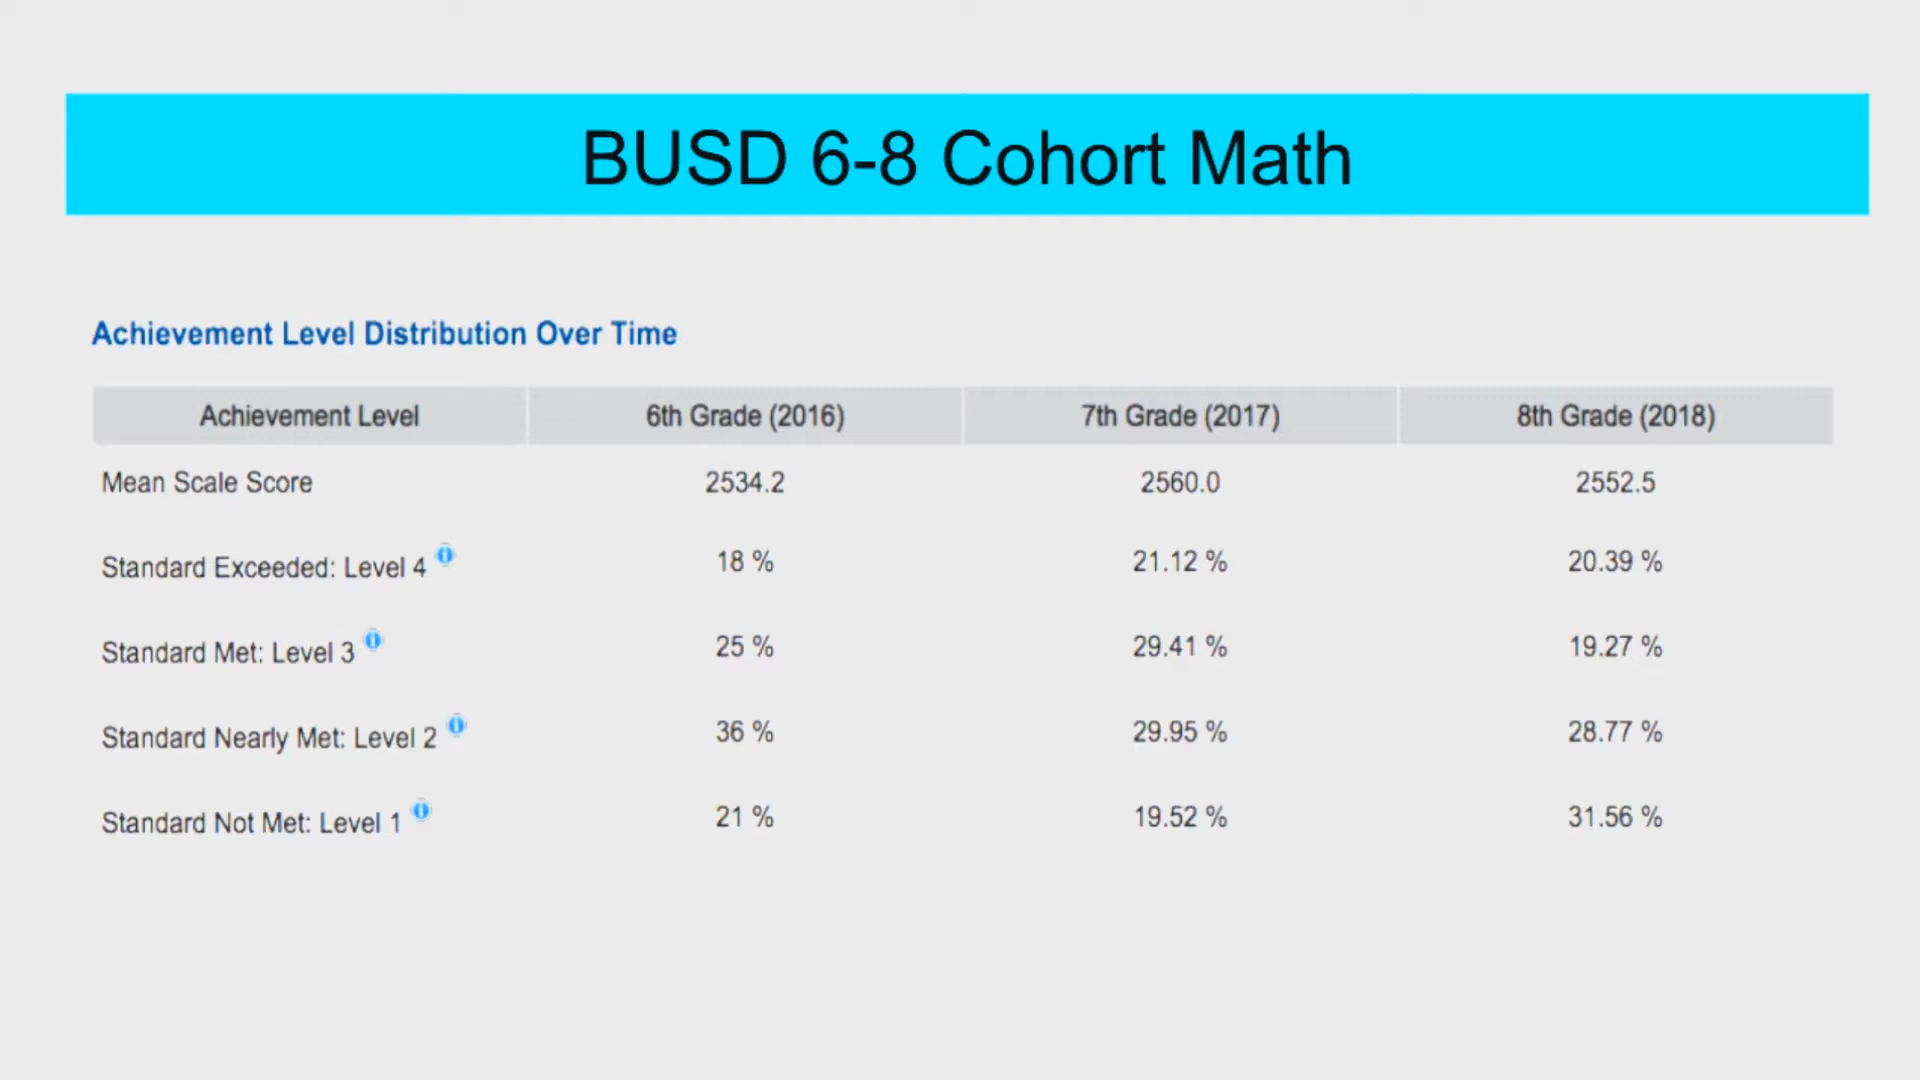 BUSD 6-8 Cohort Math
Achievement Level Distribution Over Time
Achievement Level 6th Grade (2016) 7th Grade (2017) 8th Grade (2018)
Mean Scale Score 2534.2 2560.0 2552.5
Standard Exceeded: Level 4 18 % 21.12 % 20.39 %
Standard Met: Level 3 25 % 29.41 % 19.27 %
Standard Nearly Met: Level 2 36 % 29.95 % 28.77 %
Standard Not Met: Level 1 21 % 19.52 % 31.56 %